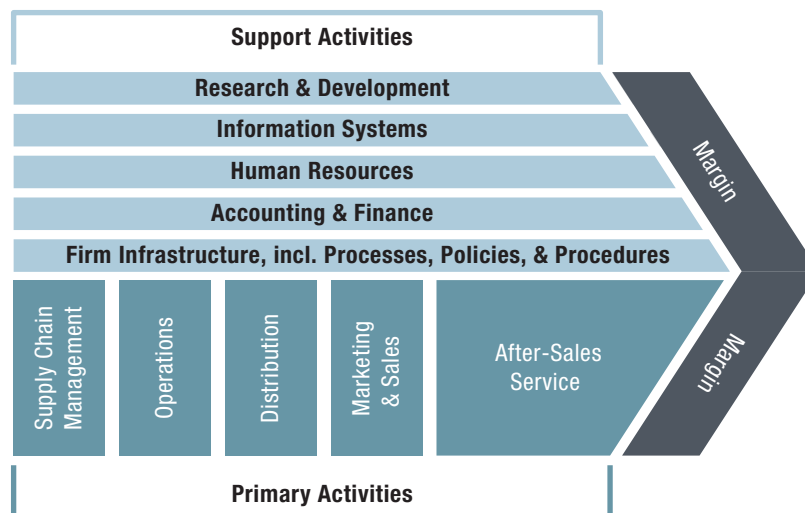 Support Activities
Research & Development
Information Systems
Human Resources
Accounting & Finance
Firm Infrastructure, incl. Processes, Policies, & Procedures
Margin
Supply Chain
Management
Operations
Distribution
Marketing
& Sales
After-Sales
Service
Margin
Primary Activities